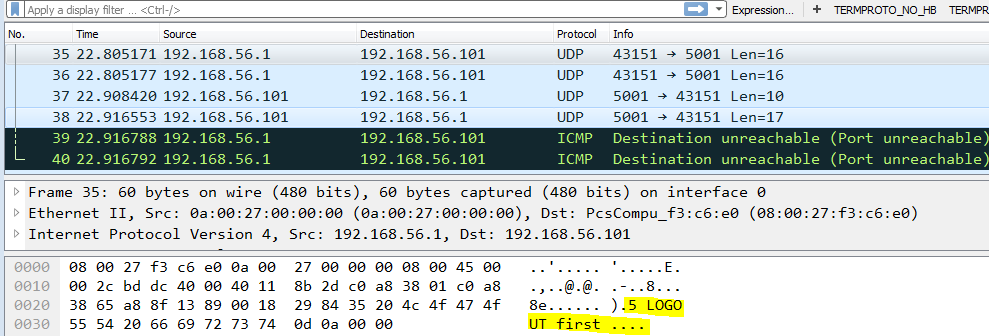 Apply a display filter ... <Ctrl-/> Expression... + TERMPROTO_NO_HB TERMPR
No. Time Source Destination Protocol Info
35 22.805171 192.168.56.1 192.168.56.101 UDP 43151 → 5001 Len=16
36 22.805177 192.168.56.1 192.168.56.101 UDP 43151 → 5001 Len=16
37 22.908420 192.168.56.101 192.168.56.1 UDP 5001 → 43151 Len=10
38 22.916553 192.168.56.101 192.168.56.1 UDP 5001 → 43151 Len=17
39 22.916788 192.168.56.1 192.168.56.101 ICMP Destination unreachable (Port unreachable)
40 22.916792 192.168.56.1 192.168.56.101 ICMP Destination unreachable (Port unreachable)
Frame 35: 60 bytes on wire (480 bits), 60 bytes captured (480 bits) on interface 0
Ethernet II, Src: 0a:00:27:00:00:00 (0a:00:27:00:00:00), Dst: PcsCompu_f3:c6:e0 (08:00:27:f3:c6:e0)
Internet Protocol Version 4, Src: 192.168.56.1, Dst: 192.168.56.101
0000 08 00 27 f3 c6 e0 0a 00 27 00 00 00 08 00 45 00 ..'..... '.....E.
0010 00 2c bd dc 40 00 40 11 8b 2d c0 a8 38 01 c0 a8 .,..@.@. .-..8...
0020 38 65 a8 8f 13 89 00 18 29 84 35 20 4c 4f 47 4f 8e...... ).5 LOGO
0030 55 54 20 66 69 72 73 74 0d 0a 00 00 UT first ....